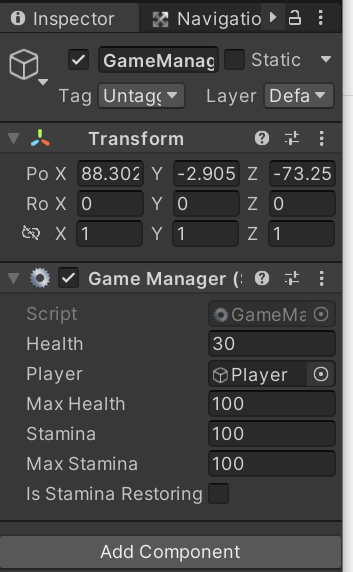 Inspector Navigatio
GameManag Static
Tag Untagg Layer Defa
Transform
Po X 88.302 Y -2.905 Z -73.25
Ro X 0 Y 0 Z 0
X 1 Y 1 Z 1
Game Manager (S
Script GameMa
Health 30
Player Player
Max Health 100
Stamina 100
Max Stamina 100
Is Stamina Restoring
Add Component